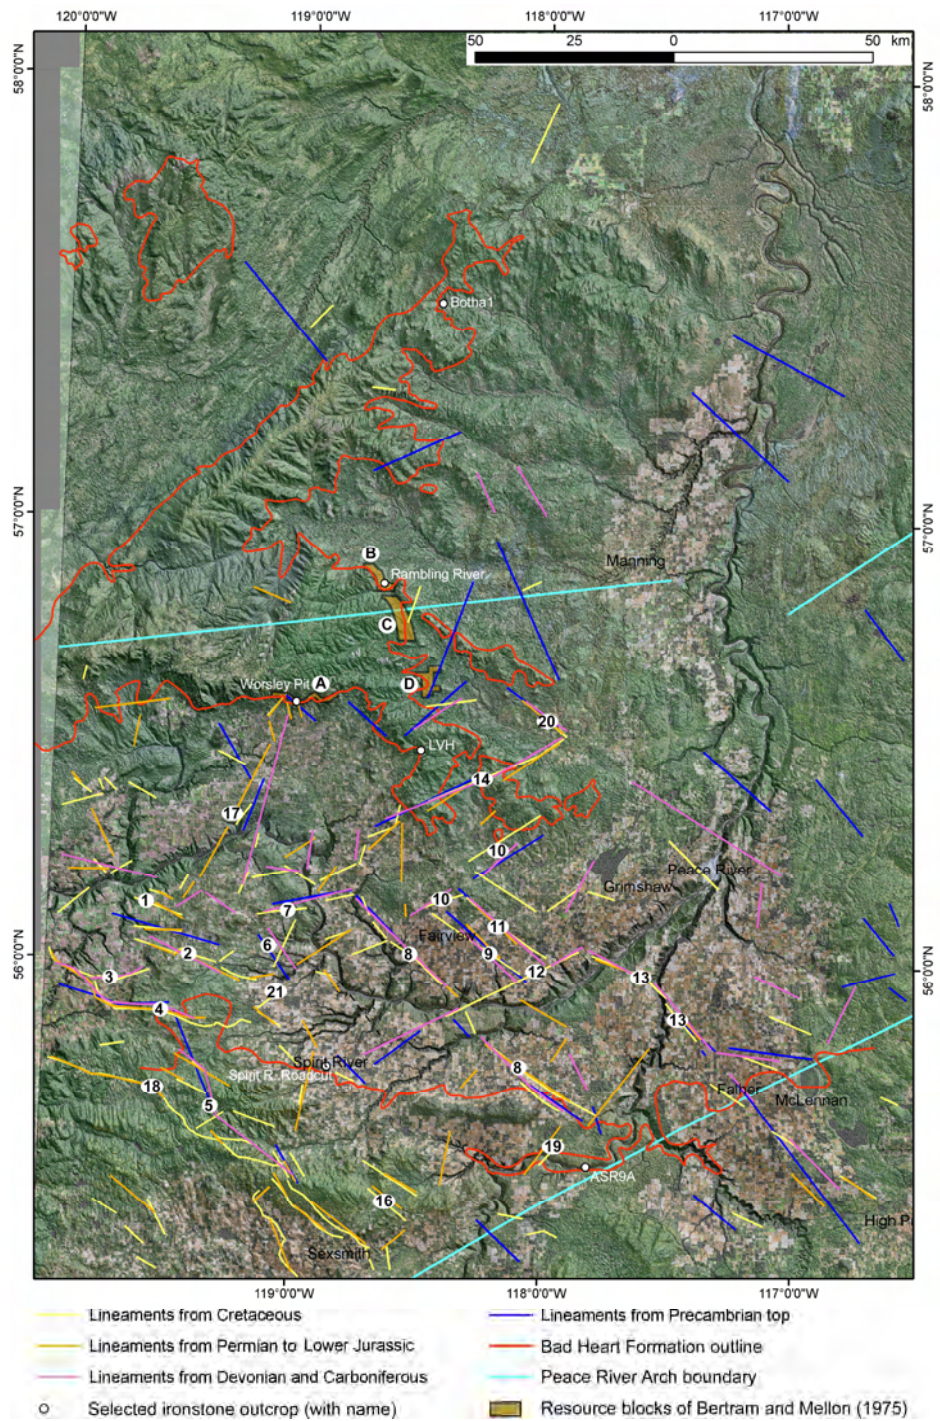 120°0'0"W 119°0'0"W 118°0'0"W 117°0'0"W
50 25 0 50 km
58°0'0"N 58°0'0"N
Botha1
57°0'0"N 57°0'0"N
Manning
B
Rambling River
C
Worsley Pit A D
20
LVH
14
17
10
Peace River
Grimshaw
1 10
7
11
Fairview
6
2 8 9
12
3 13
56°0'0"N 56°0'0"N
21
4
13
Spirit River
Spirit R. Roadcut 8
18
Falher
McLennan
5
19
ASR9A
16
High P
Sexsmith
119°0'0"W 118°0'0"W 117°0'0"W
Lineaments from Cretaceous
Lineaments from Precambrian top
Lineaments from Permian to Lower Jurassic
Bad Heart Formation outline
Lineaments from Devonian and Carboniferous
Peace River Arch boundary
Selected ironstone outcrop (with name)
Resource blocks of Bertram and Mellon (1975)